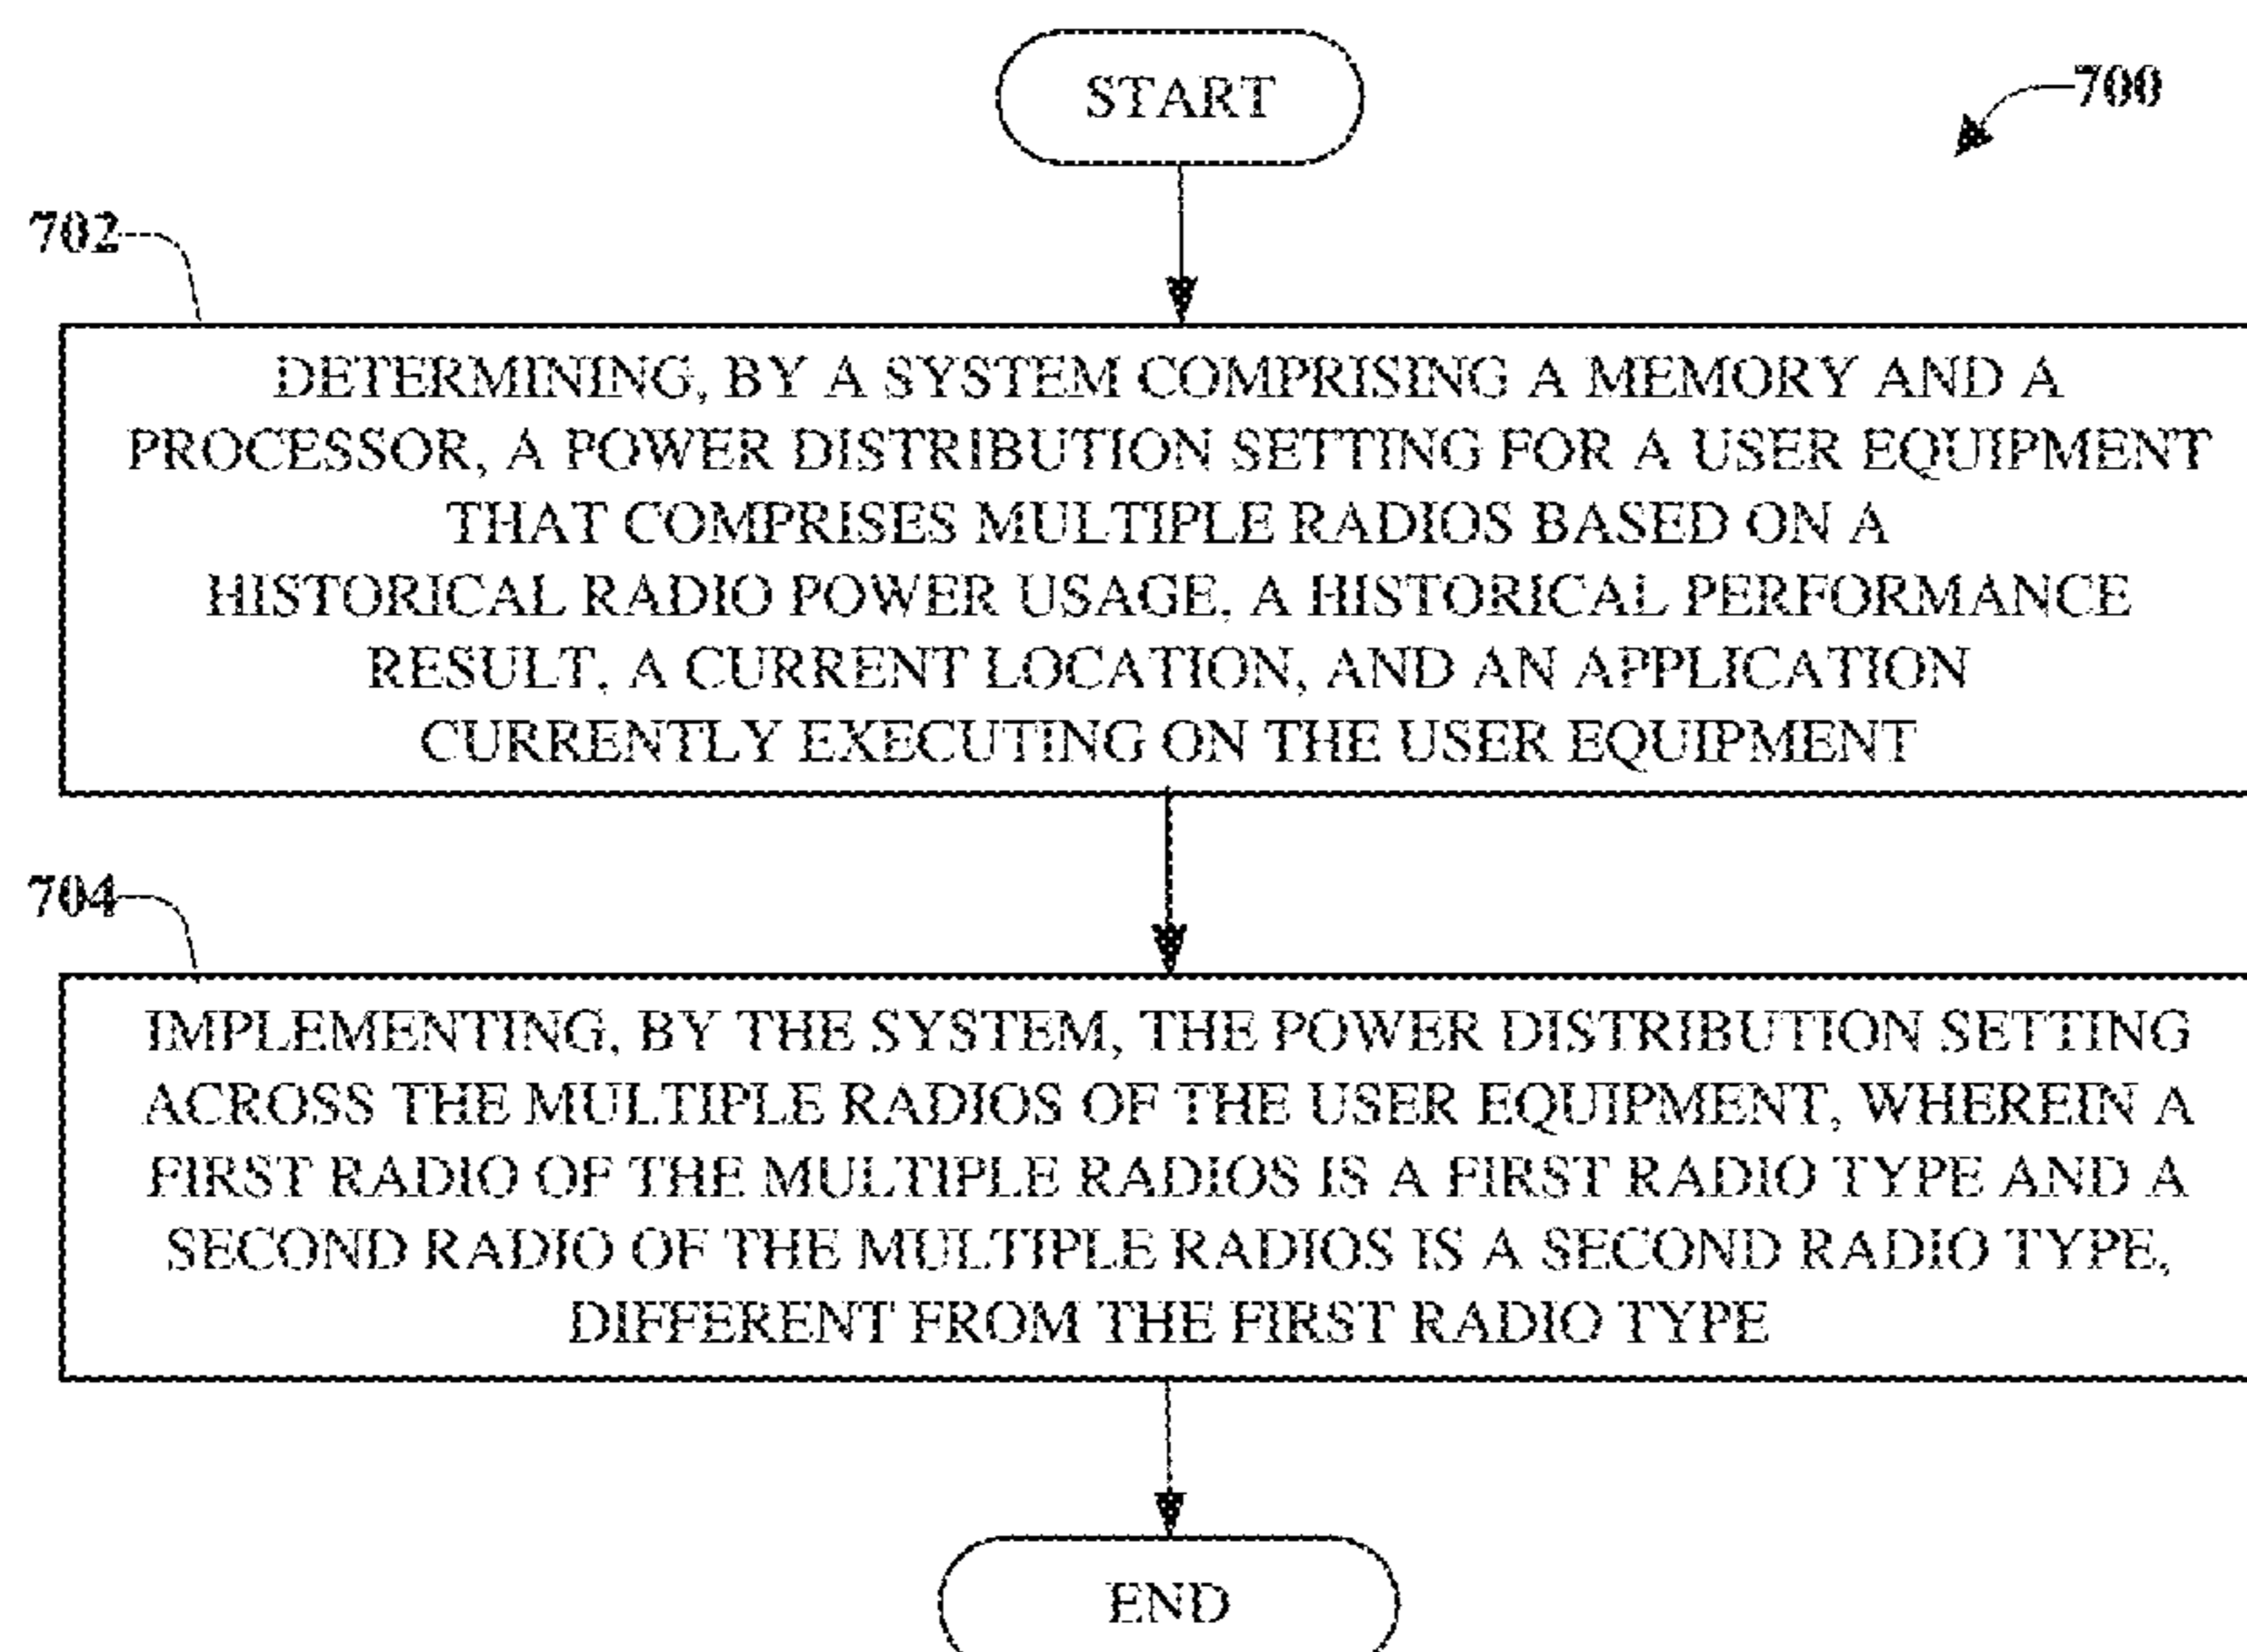 START
700
702
DETERMINING, BY A SYSTEM COMPRISING A MEMORY AND A
PROCESSOR, A POWER DISTRIBUTION SETTING FOR A USER EQUIPMENT
THAT COMPRISES MULTIPLE RADIOS BASED ON A
HISTORICAL RADIO POWER USAGE, A HISTORICAL PERFORMANCE
RESULT, A CURRENT LOCATION, AND AN APPLICATION
CURRENTLY EXECUTING ON THE USER EQUIPMENT
704
IMPLEMENTING, BY THE SYSTEM, THE POWER DISTRIBUTION SETTING
ACROSS THE MULTIPLE RADIOS OF THE USER EQUIPMENT, WHEREIN A
FIRST RADIO OF THE MULTIPLE RADIOS IS A FIRST RADIO TYPE AND A
SECOND RADIO OF THE MULTIPLE RADIOS IS A SECOND RADIO TYPE,
DIFFERENT FROM THE FIRST RADIO TYPE
END